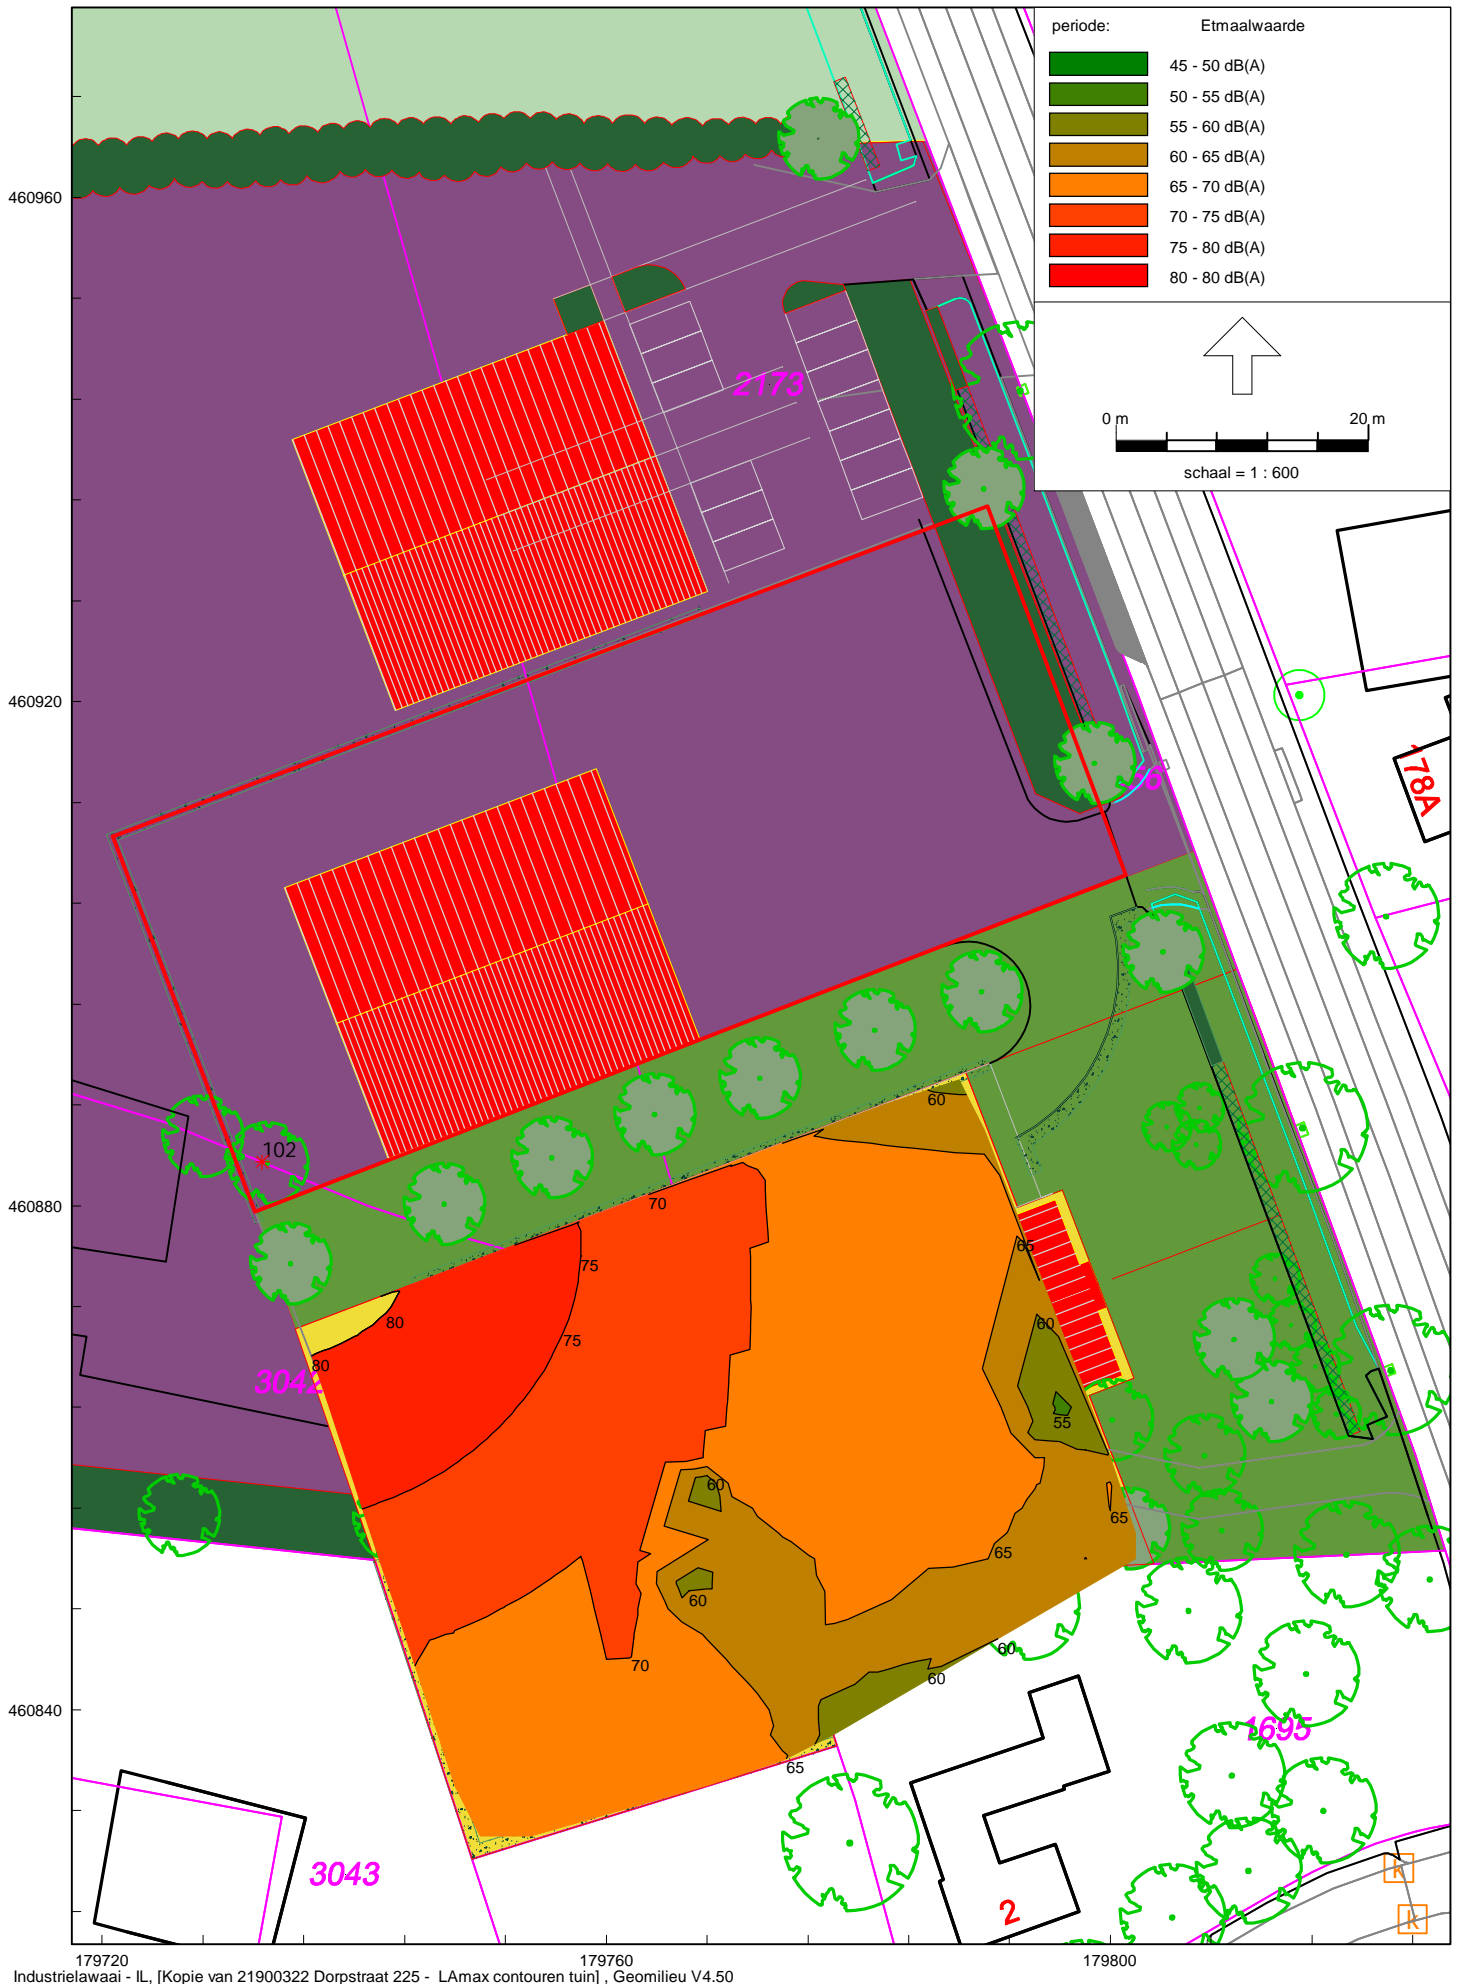 periode: Etmaalwaarde
45 - 50 dB(A)
50 - 55 dB(A)
55 - 60 dB(A)
60 - 65 dB(A)
65 - 70 dB(A)
70 - 75 dB(A)
75 - 80 dB(A)
80 - 80 dB(A)
0 m 20 m
schaal = 1 : 600
460960
2173
460920
178A
60
102
460880
70
65
75
80
60
75
80
3042
55
60
65
65
60
70
60
60
460840
1695
65
3043
2
K
K
179720 179760 179800
Industrielawaai - IL, [Kopie van 21900322 Dorpstraat 225 - LAmax contouren tuin] , Geomilieu V4.50